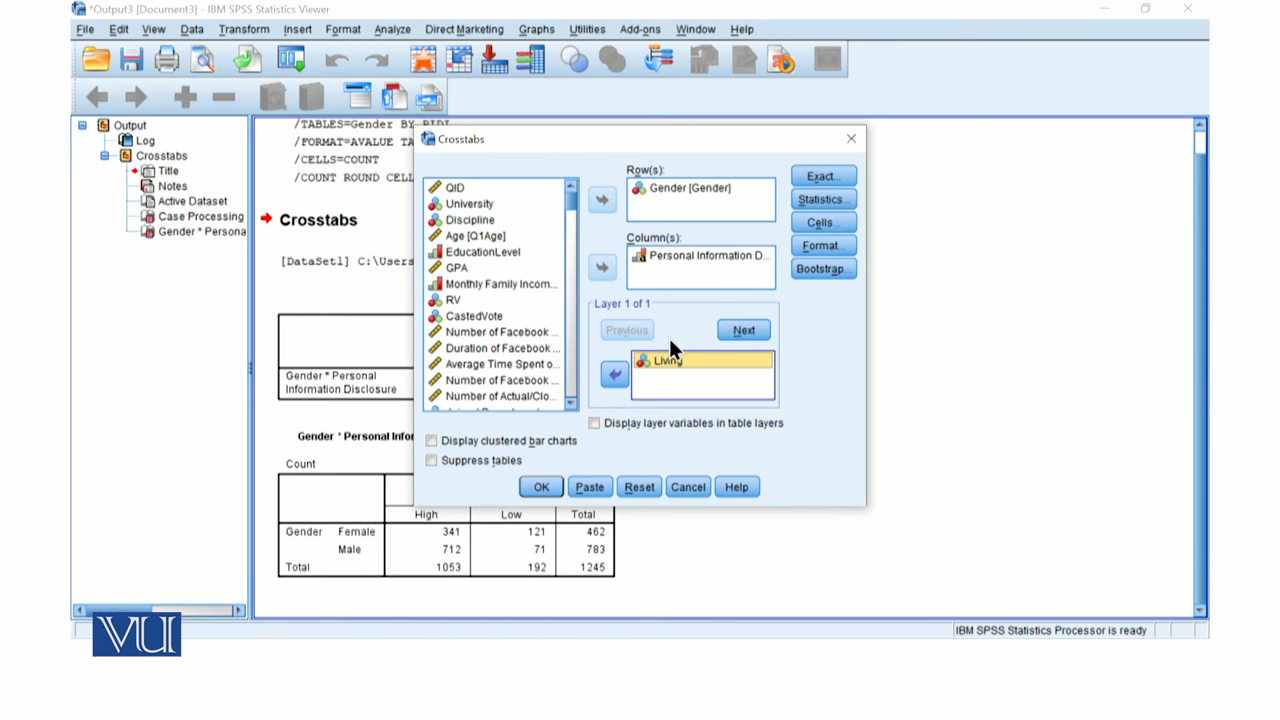 *Output3 [Document3] - IBM SPSS Statistics Viewer
File Edit View Data Transform Insert Format Analyze Direct Marketing Graphs Utilities Add-ons Window Help
Output
Log
Crosstabs
Title
Notes
Active Dataset
Case Processing
Gender * Persona
/TABLES=Gender BY PIDI
/FORMAT=AVALUE TA
/CELLS=COUNT
/COUNT ROUND CELL
Crosstabs
[DataSet1] C:\Users
Gender * Personal
Information Disclosure
Gender * Personal Infor
Count
High Low Total
Gender Female 341 121 462
Male 712 71 783
Total 1053 192 1245
Crosstabs
QID
University
Discipline
Age [Q1Age]
EducationLevel
GPA
Monthly Family Incom...
RV
CastedVote
Number of Facebook ...
Duration of Facebook ...
Average Time Spent o...
Number of Facebook ...
Number of Actual/Clo...
Row(s):
Gender [Gender]
Column(s):
Personal Information D...
Layer 1 of 1
Previous Next
Living
Display layer variables in table layers
Display clustered bar charts
Suppress tables
OK Paste Reset Cancel Help
Exact...
Statistics...
Cells...
Format...
Bootstrap...
IBM SPSS Statistics Processor is ready
VU